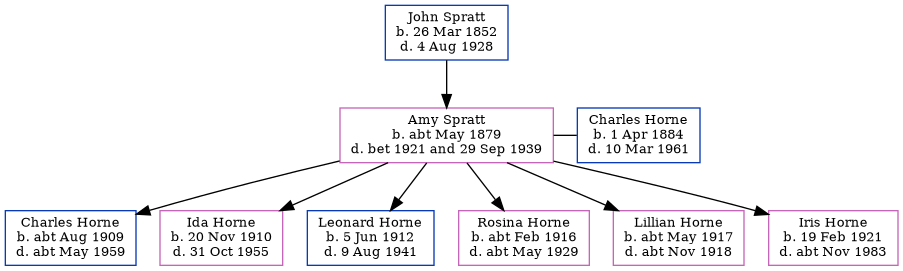 John Spratt
b. 26 Mar 1852
d. 4 Aug 1928
Amy Spratt
b. abt May 1879
d. bet 1921 and 29 Sep 1939
Charles Horne
b. 1 Apr 1884
d. 10 Mar 1961
Charles Horne
b. abt Aug 1909
d. abt May 1959
Ida Horne
b. 20 Nov 1910
d. 31 Oct 1955
Leonard Horne
b. 5 Jun 1912
d. 9 Aug 1941
Rosina Horne
b. abt Feb 1916
d. abt May 1929
Lillian Horne
b. abt May 1917
d. abt Nov 1918
Iris Horne
b. 19 Feb 1921
d. abt Nov 1983